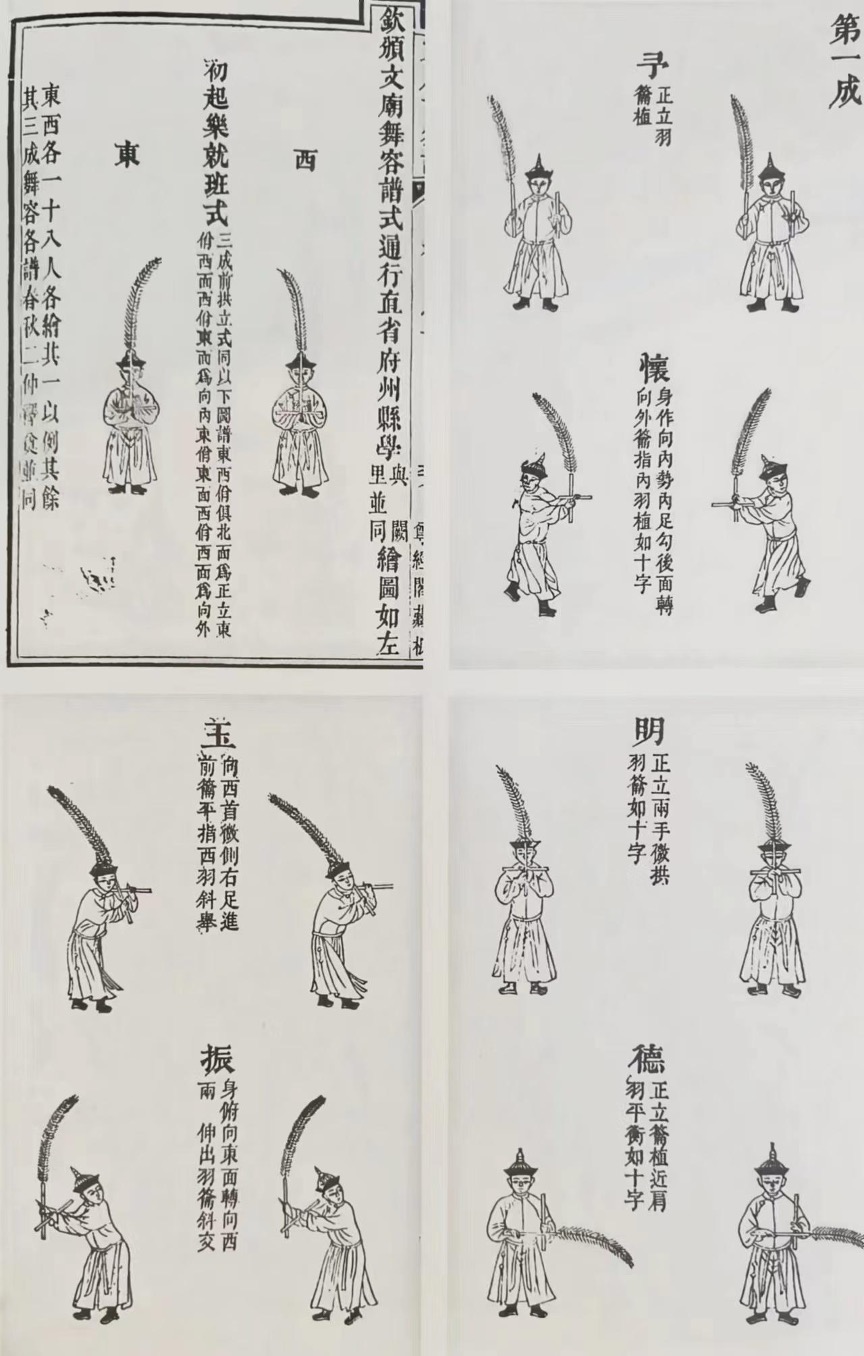 欽頒文廟舞容譜式通行直省府州縣學
與闕
里並同
繪圖如左
西
初起樂就班式
三成前拱立式同以下圖譜東西佾俱北面爲正立東
佾西面西佾東面爲向內東佾東面西佾西面爲向外
東
東西各一十八人各繪其一以例其餘
其三成舞容各譜春秋二仲釋奠並同
第一成
予
正立羽
籥植
懷
身作向內勢內足勾後面轉
向外籥指內羽植如十字
明
正立兩手微拱
羽籥如十字
德
正立籥植近肩
羽平衡如十字
玉
向西首微側右足進
前籥平指西羽斜舉
振
身俯向東面轉向西
兩 伸出羽籥斜交